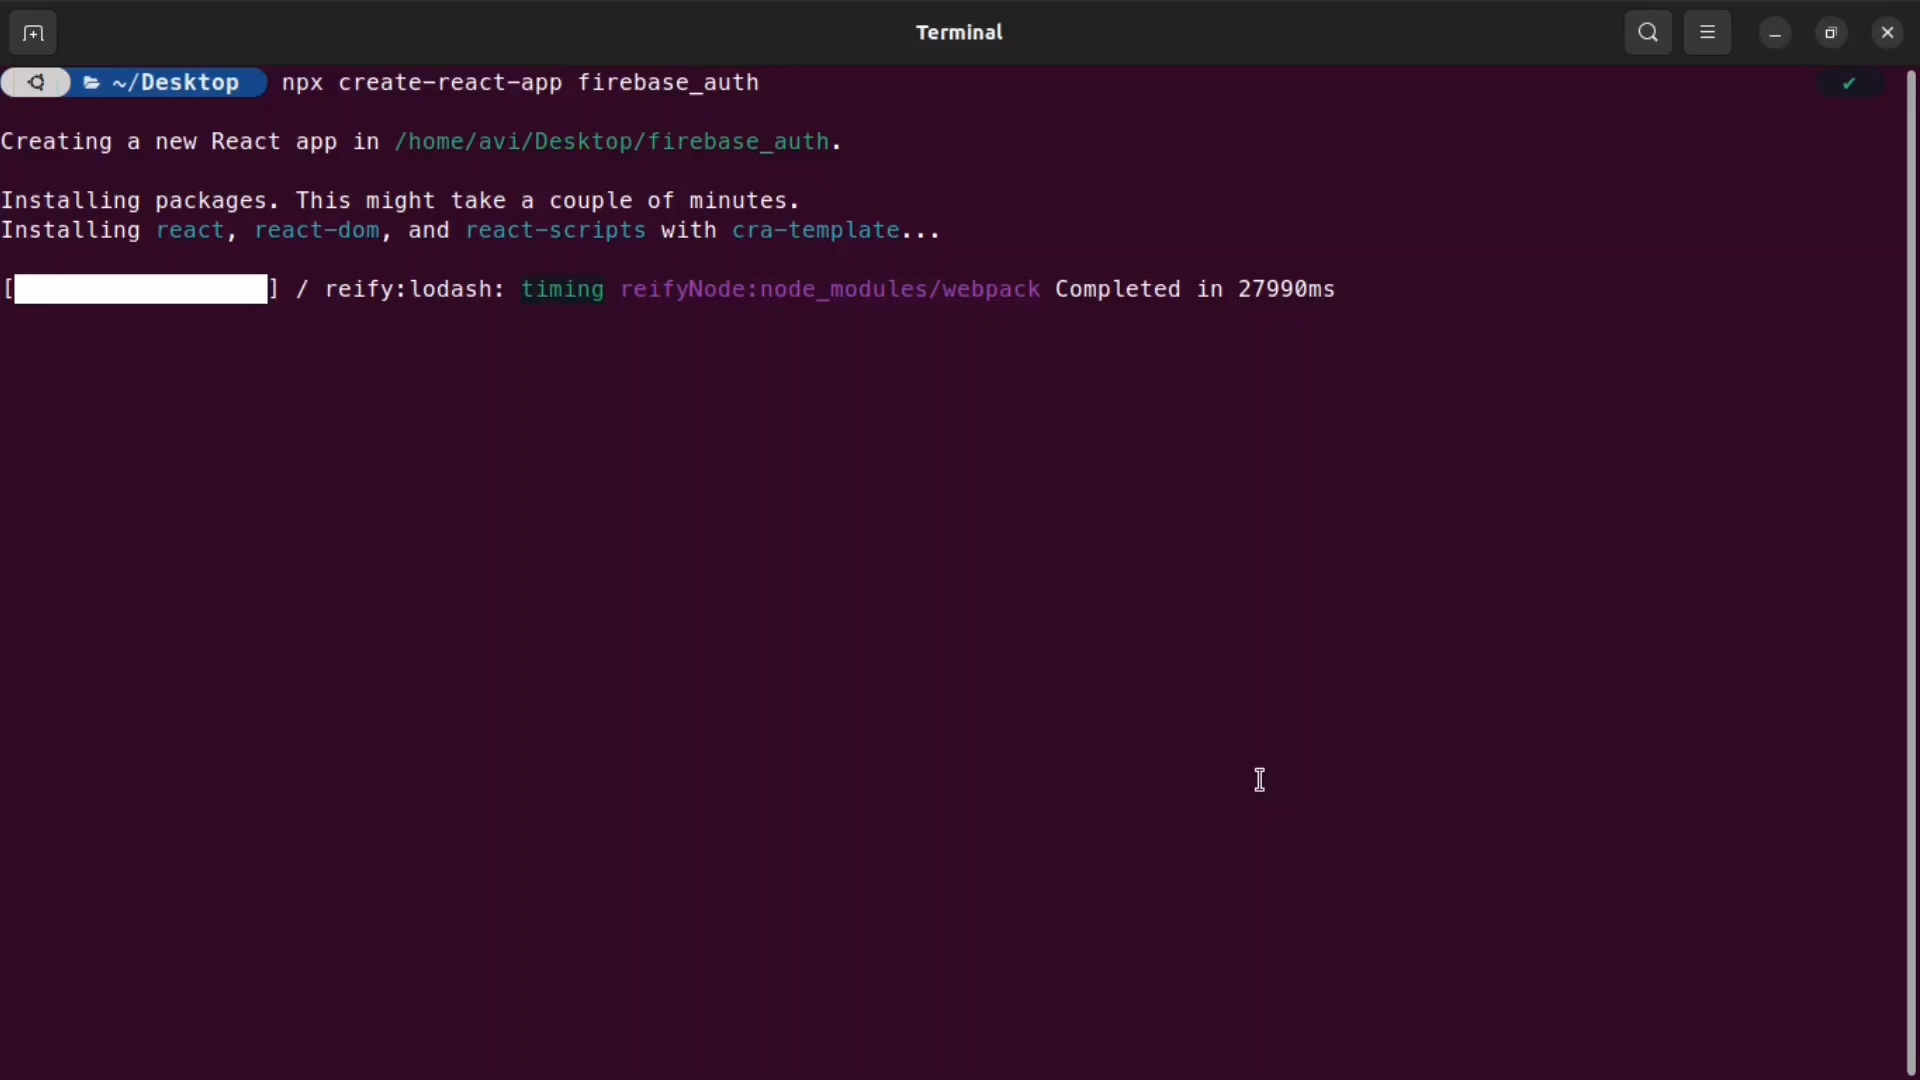 Terminal
~/Desktop npx create-react-app firebase_auth ✔
Creating a new React app in /home/avi/Desktop/firebase_auth.
Installing packages. This might take a couple of minutes.
Installing react, react-dom, and react-scripts with cra-template...
[                  ] / reify:lodash: timing reifyNode:node_modules/webpack Completed in 27990ms